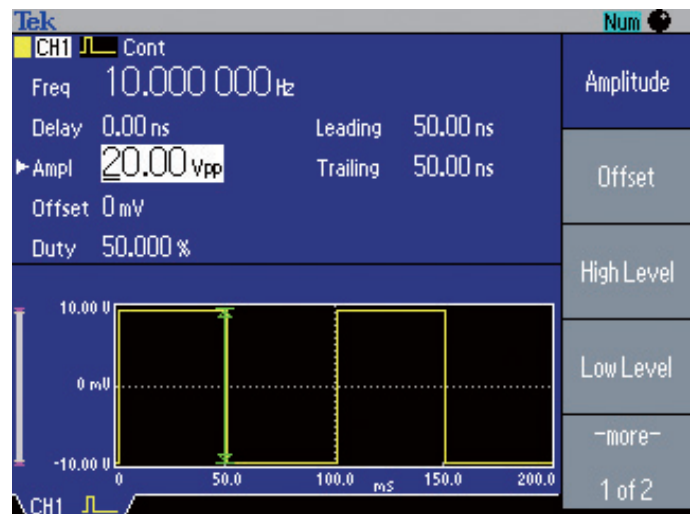 Tek Num
CH1 Cont
Freq 10.000 000 Hz
Delay 0.00 ns Leading 50.00 ns
Ampl 20.00 Vpp Trailing 50.00 ns
Offset 0 mV
Duty 50.000 %
Amplitude
Offset
High Level
Low Level
-more-
1 of 2
10.00 V
0 mV
-10.00 V
0 50.0 100.0 ms 150.0 200.0
CH1